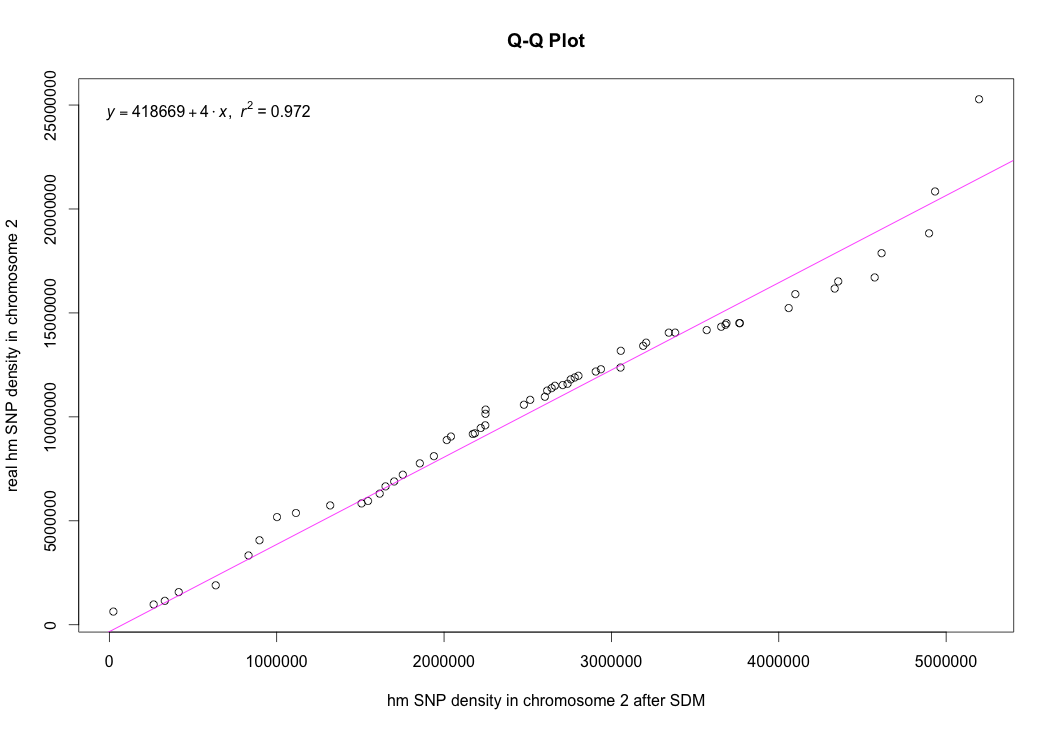 Q-Q Plot
y = 418669 + 4 · x, r² = 0.972
25000000
20000000
15000000
10000000
5000000
0
real hm SNP density in chromosome 2
0 1000000 2000000 3000000 4000000 5000000
hm SNP density in chromosome 2 after SDM